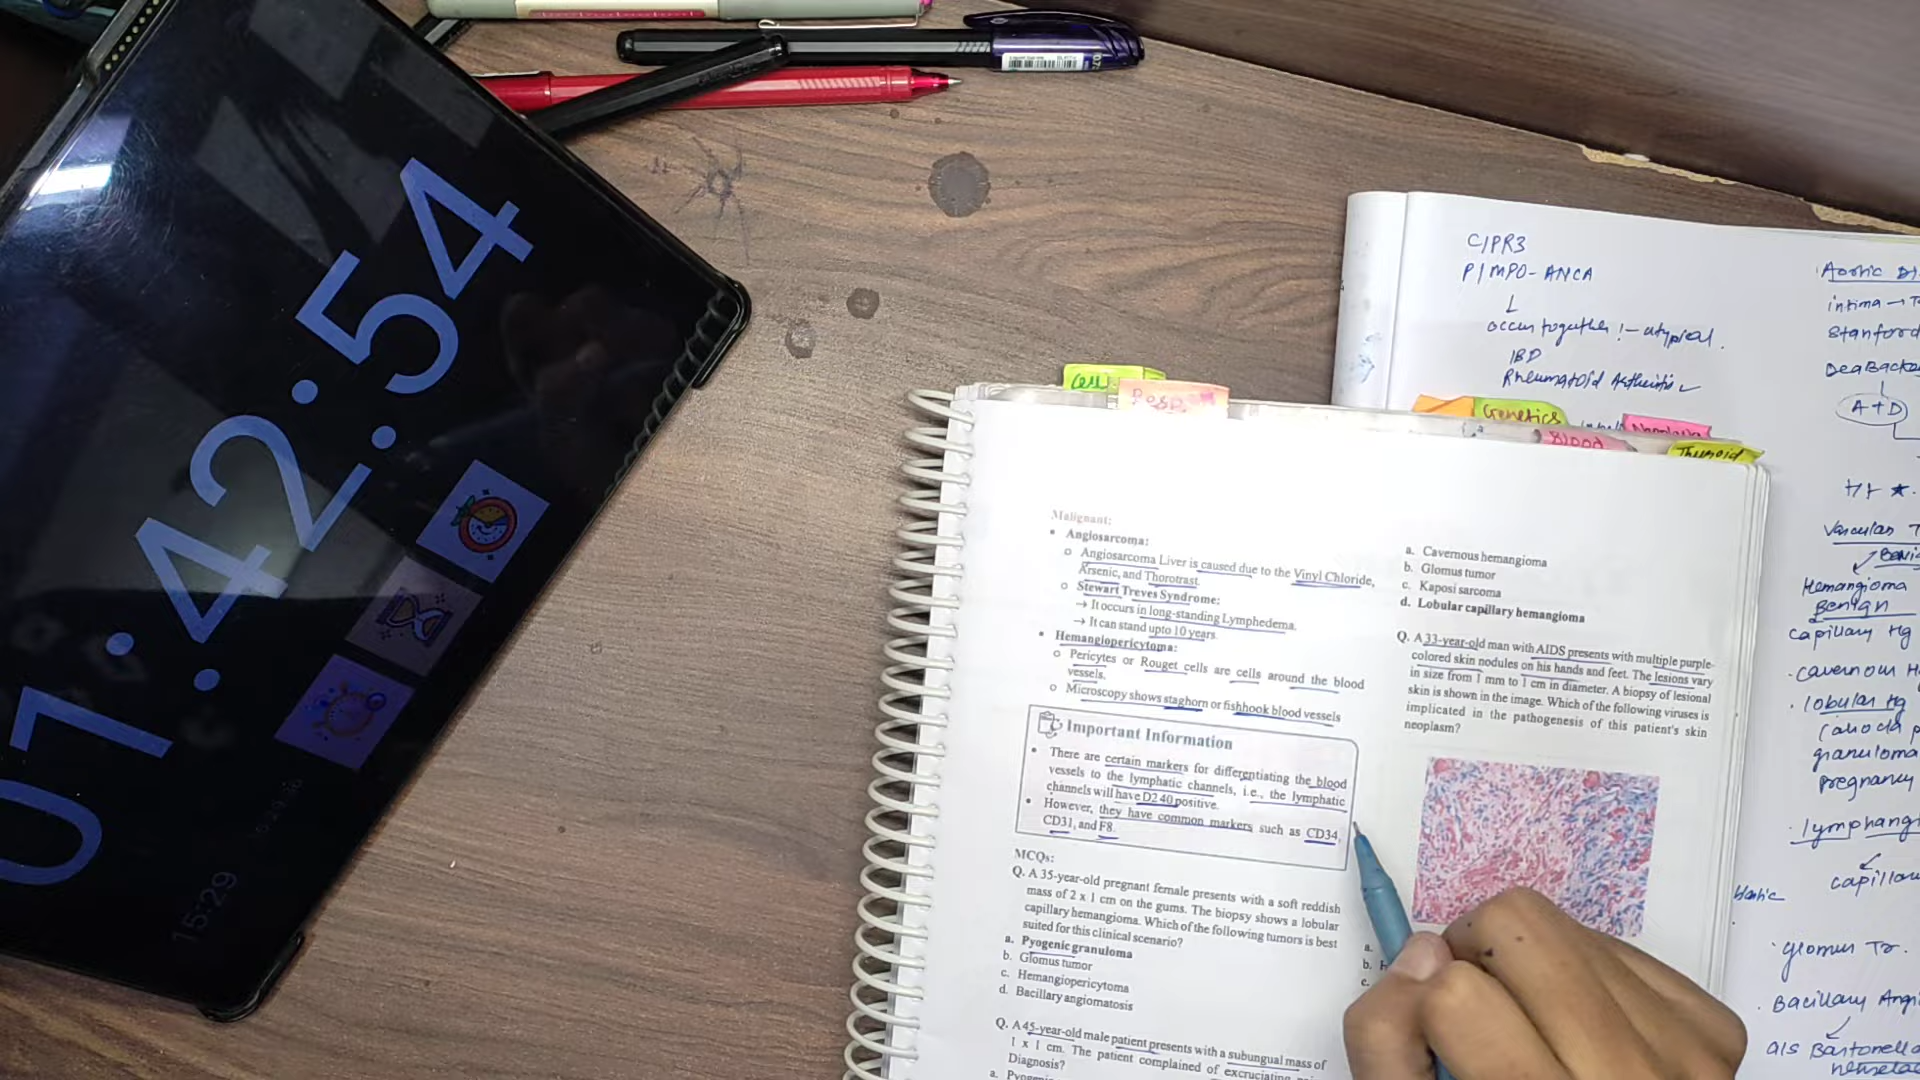 01:42:54
15:29
Cell
Resp.
Genetics
Blood
Thyroid
C/PR3
P/MPO-ANCA
occur together :- atypical.
IBD
Rheumatoid Arthritis
Aortic
intima →
Stanford
A+D
Benign
Hemangioma
Benign
capillary Hg
· cavernous
· lobular Hg
granuloma
pregnancy
· lymphang
capillary
· glomus Tr.
· Bacillary Angi
als Bartonella
Malignant:
• Angiosarcoma:
o Angiosarcoma Liver is caused due to the Vinyl Chloride,
Arsenic, and Thorotrast.
o Stewart Treves Syndrome:
→ It occurs in long-standing Lymphedema.
→ It can stand upto 10 years.
• Hemangiopericytoma:
o Pericytes or Rouget cells are cells around the blood
vessels.
o Microscopy shows staghorn or fishhook blood vessels
Important Information
• There are certain markers for differentiating the blood
vessels to the lymphatic channels, i.e., the lymphatic
channels will have D2 40 positive.
• However, they have common markers such as CD34,
CD31, and F8.
MCQs:
Q. A 35-year-old pregnant female presents with a soft reddish
mass of 2 x 1 cm on the gums. The biopsy shows a lobular
capillary hemangioma. Which of the following tumors is best
suited for this clinical scenario?
a. Pyogenic granuloma
b. Glomus tumor
c. Hemangiopericytoma
d. Bacillary angiomatosis
Q. A 45-year-old male patient presents with a subungual mass of
1 x 1 cm. The patient complained of excruciating
Diagnosis?
a.
a. Cavernous hemangioma
b. Glomus tumor
c. Kaposi sarcoma
d. Lobular capillary hemangioma
Q. A 33-year-old man with AIDS presents with multiple purple-
colored skin nodules on his hands and feet. The lesions vary
in size from 1 mm to 1 cm in diameter. A biopsy of lesional
skin is shown in the image. Which of the following viruses is
implicated in the pathogenesis of this patient's skin
neoplasm?
a.
b. H
c.